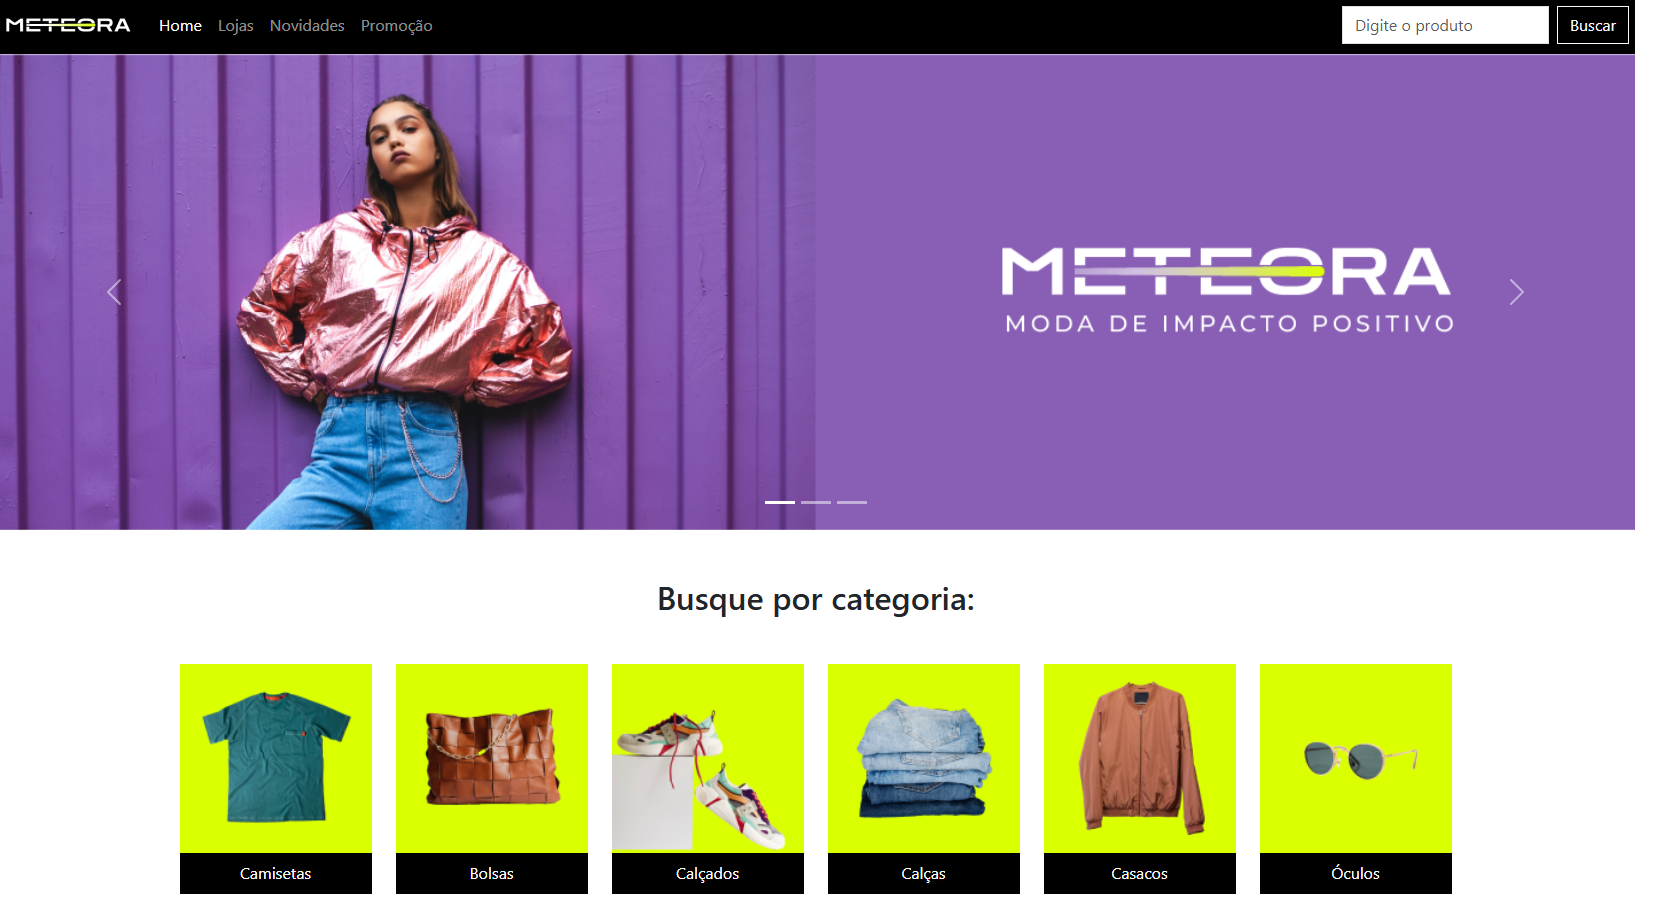 METEORA Home Lojas Novidades Promoção Digite o produto Buscar
METEORA
MODA DE IMPACTO POSITIVO
Busque por categoria:
Camisetas Bolsas Calçados Calças Casacos Óculos